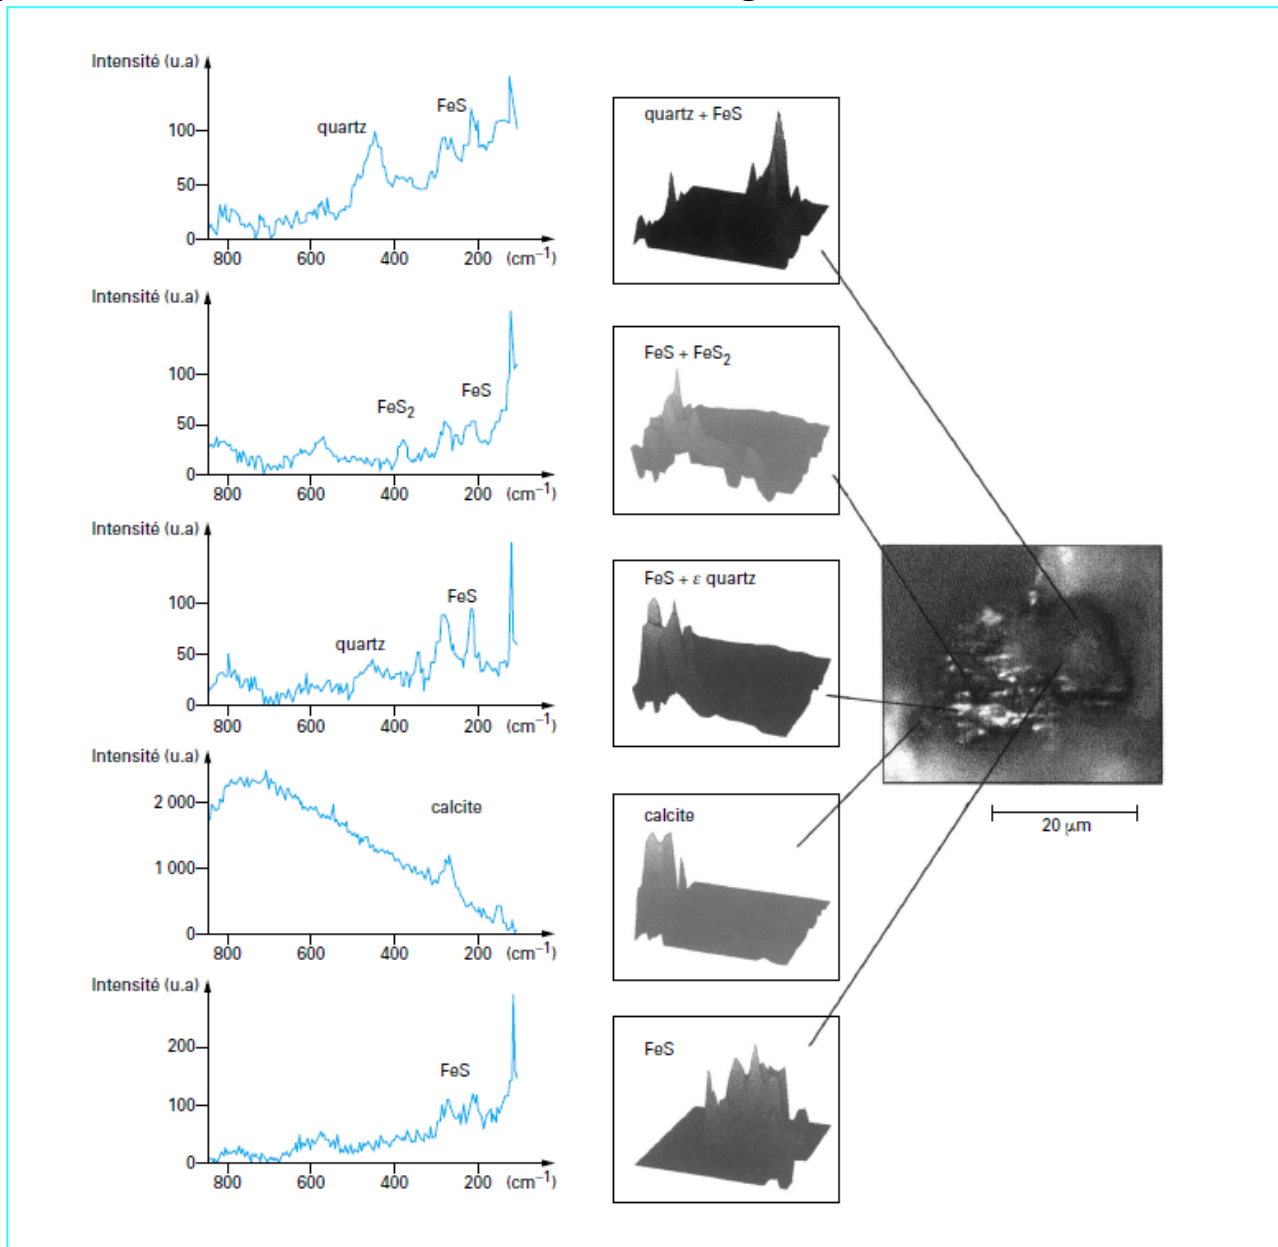 Intensité (u.a)
quartz
FeS
100
50
0
800 600 400 200 (cm⁻¹)
quartz + FeS
Intensité (u.a)
FeS₂
FeS
100
50
0
800 600 400 200 (cm⁻¹)
FeS + FeS₂
Intensité (u.a)
quartz
FeS
100
50
0
800 600 400 200 (cm⁻¹)
FeS + ε quartz
Intensité (u.a)
calcite
2 000
1 000
0
800 600 400 200 (cm⁻¹)
calcite
20 μm
Intensité (u.a)
FeS
200
100
0
800 600 400 200 (cm⁻¹)
FeS